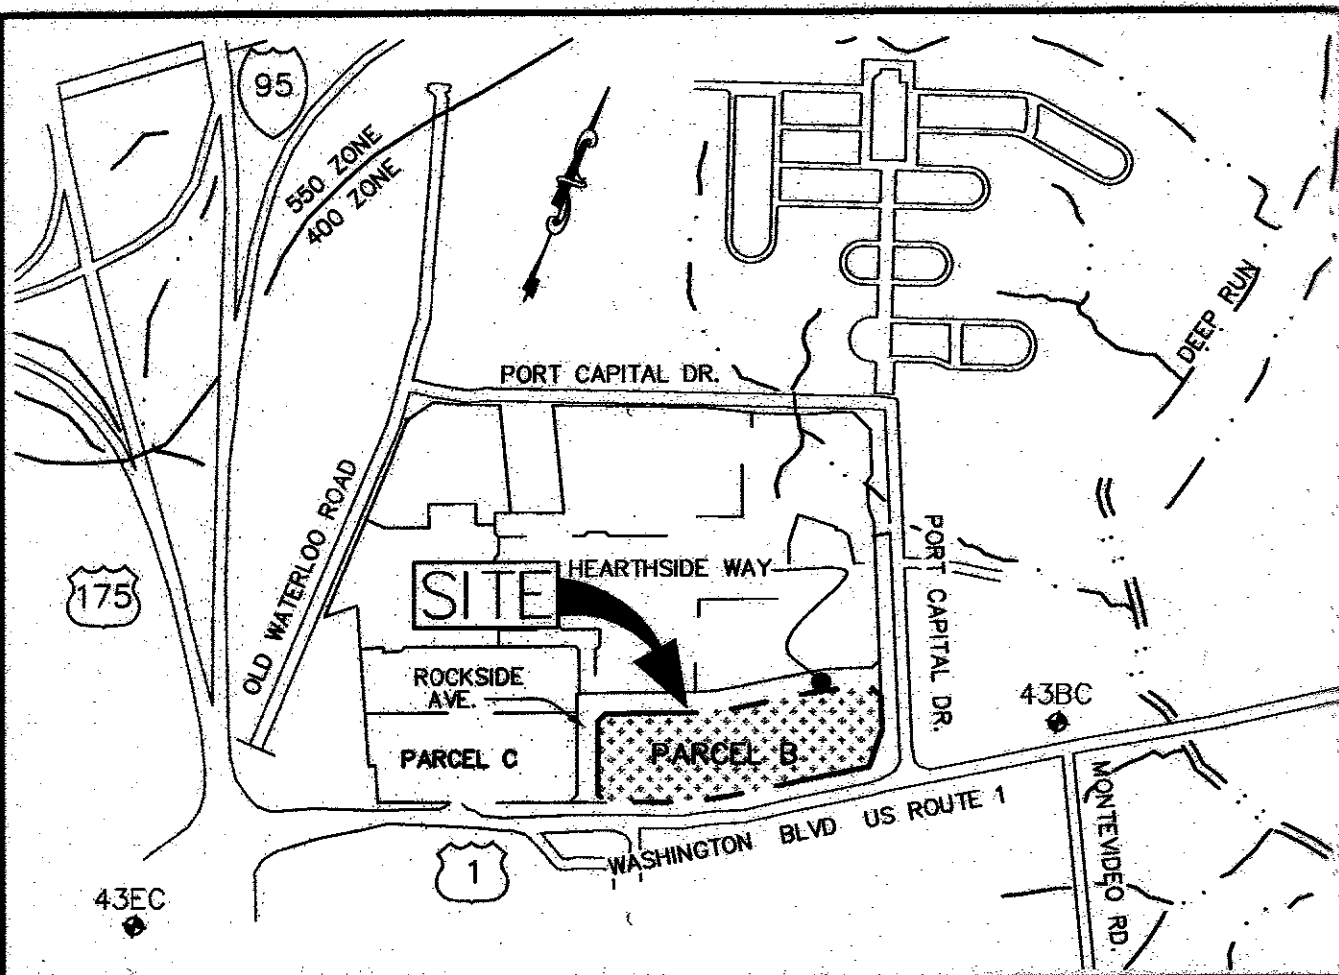 95
550 ZONE
400 ZONE
DEEP RUN
PORT CAPITAL DR.
OLD WATERLOO ROAD
175
SITE
HEARTHSIDE WAY
PORT CAPITAL DR.
ROCKSIDE
AVE.
43BC
PARCEL C
PARCEL B
WASHINGTON BLVD US ROUTE 1
MONTEVIDEO RD.
1
43EC